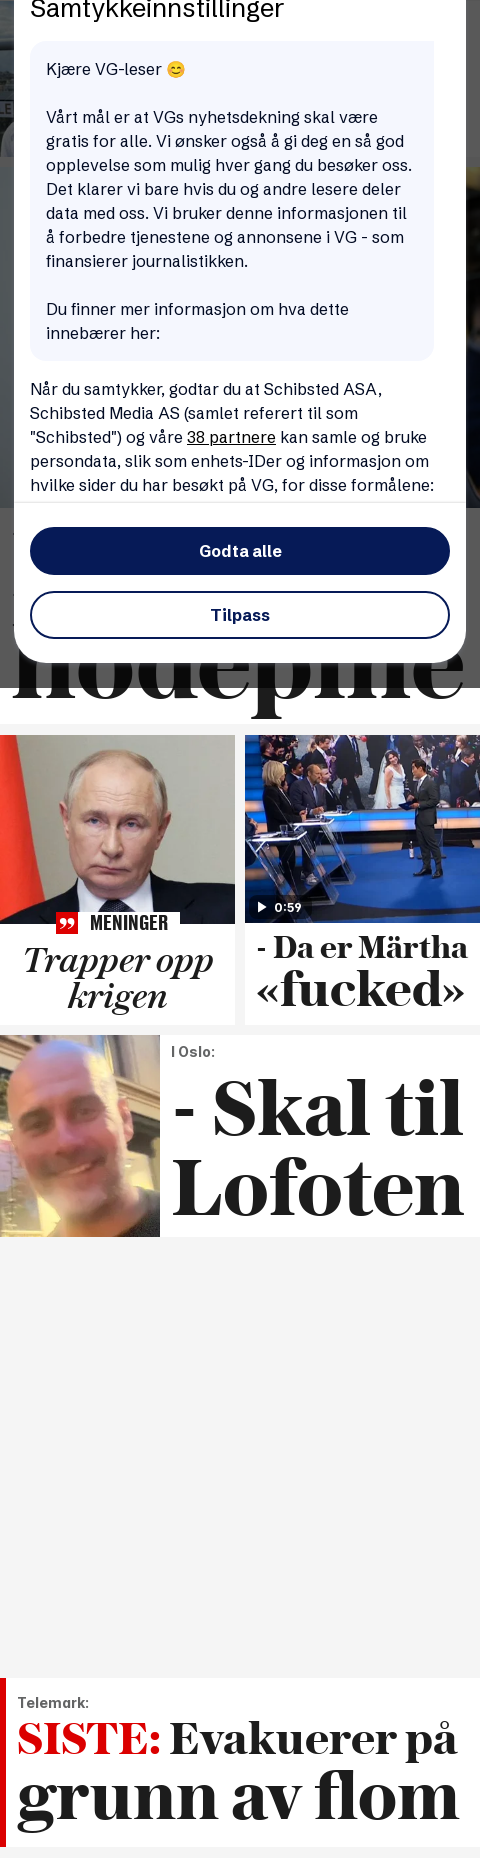 Samtykkeinnstillinger
Kjære VG-leser 😊
Vårt mål er at VGs nyhetsdekning skal være
gratis for alle. Vi ønsker også å gi deg en så god
opplevelse som mulig hver gang du besøker oss.
Det klarer vi bare hvis du og andre lesere deler
data med oss. Vi bruker denne informasjonen til
å forbedre tjenestene og annonsene i VG - som
finansierer journalistikken.
Du finner mer informasjon om hva dette
innebærer her:
Når du samtykker, godtar du at Schibsted ASA,
Schibsted Media AS (samlet referert til som
"Schibsted") og våre 38 partnere kan samle og bruke
persondata, slik som enhets-IDer og informasjon om
hvilke sider du har besøkt på VG, for disse formålene:
Godta alle
Tilpass
hodepine
0:59
MENINGER
Trapper opp
krigen
- Da er Märtha
«fucked»
I Oslo:
- Skal til
Lofoten
Telemark:
SISTE: Evakuerer på
grunn av flom